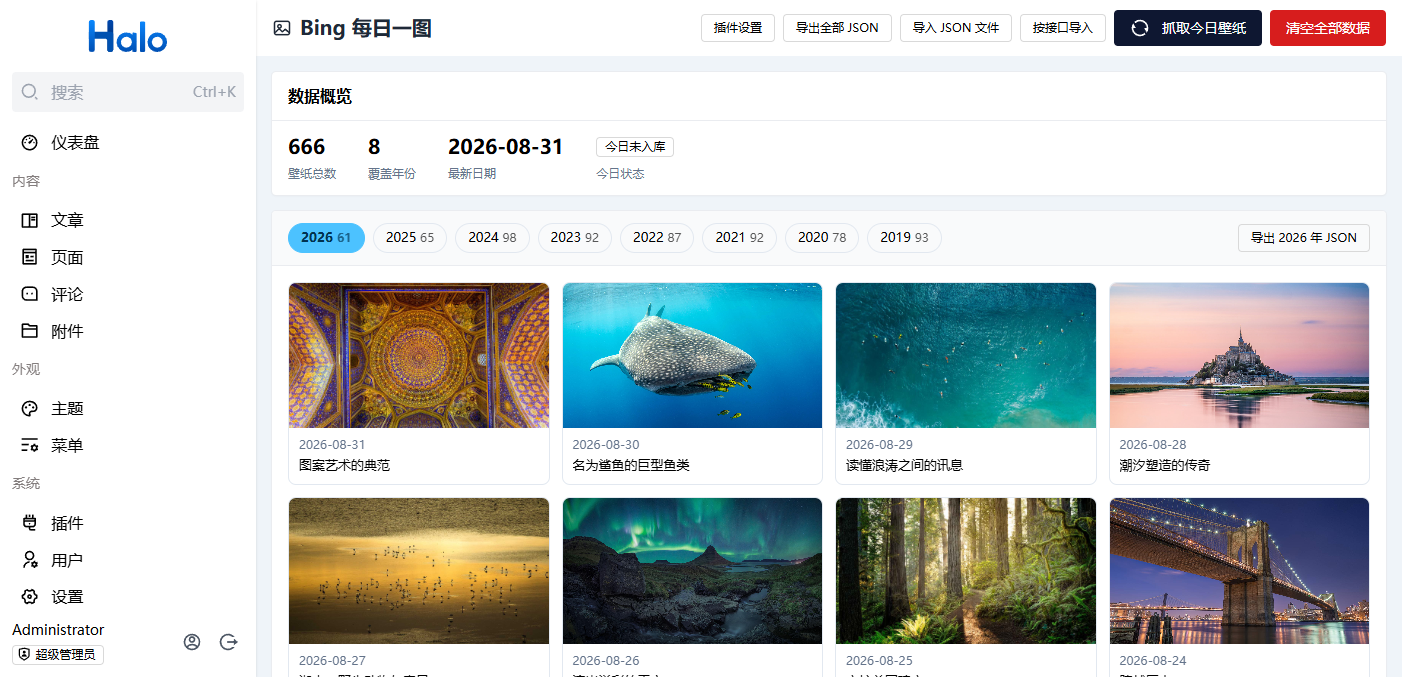 Halo
搜索 Ctrl+K
仪表盘
内容
文章
页面
评论
附件
外观
主题
菜单
系统
插件
用户
设置
Administrator
超级管理员
Bing 每日一图
插件设置 导出全部 JSON 导入 JSON 文件 按接口导入 抓取今日壁纸 清空全部数据
数据概览
666 8 2026-08-31 今日未入库
壁纸总数 覆盖年份 最新日期 今日状态
2026 61 2025 65 2024 98 2023 92 2022 87 2021 92 2020 78 2019 93 导出 2026 年 JSON
2026-08-31 2026-08-30 2026-08-29 2026-08-28
图案艺术的典范 名为鲨鱼的巨型鱼类 读懂浪涛之间的讯息 潮汐塑造的传奇
2026-08-27 2026-08-26 2026-08-25 2026-08-24